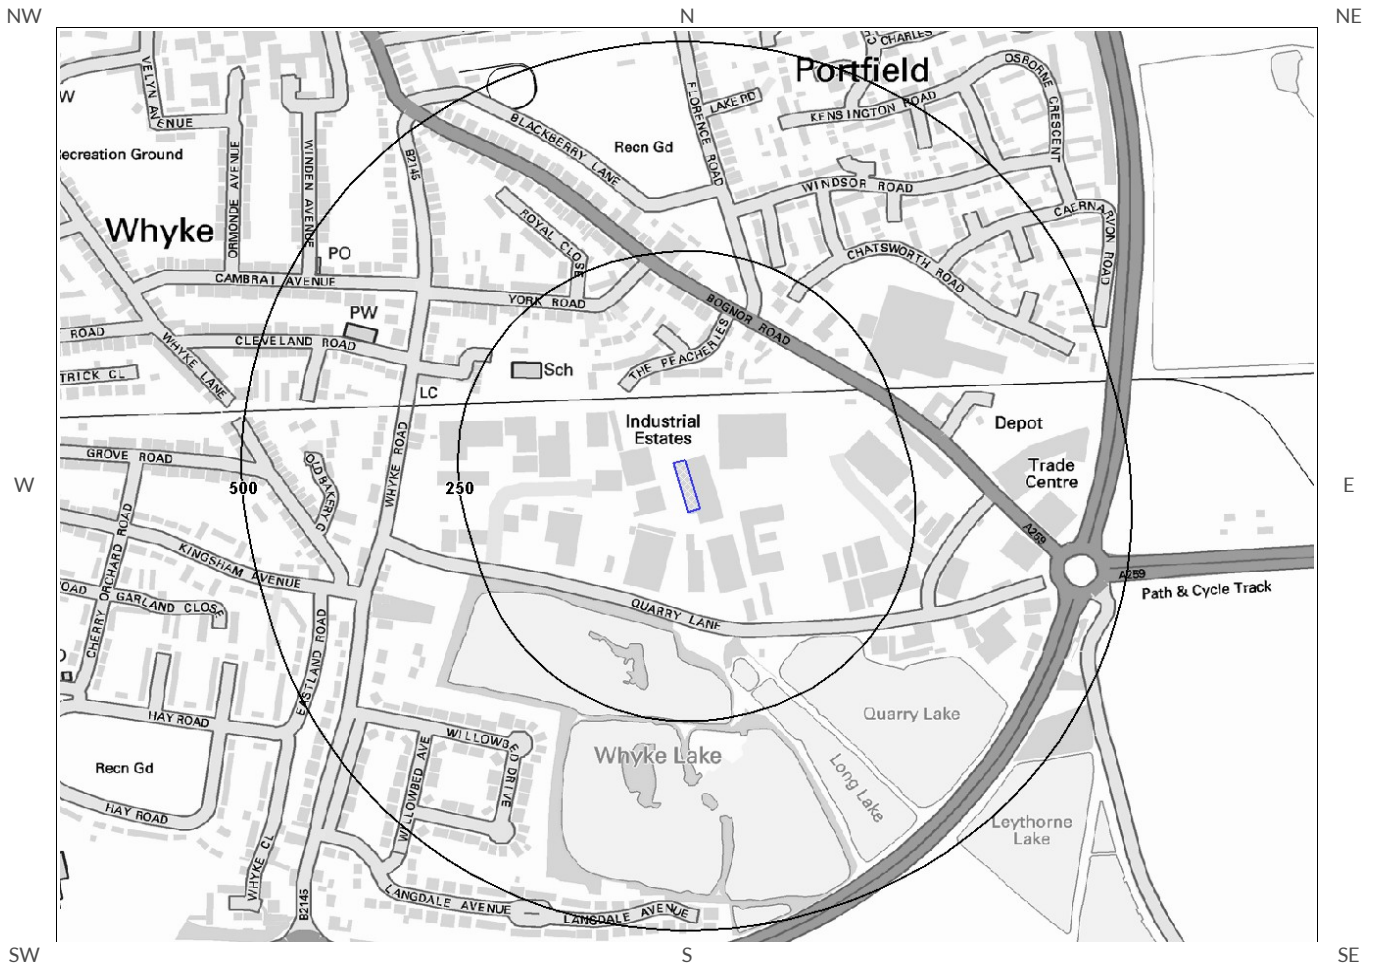 NW
N
NE
CHARLES
Portfield
OSBORNE CRESCENT
W
VELYN AVENUE
FLORENCE ROAD
LAKE RD
KENSINGTON ROAD
BLACKBERRY LANE
Recn Gd
ecreation Ground
B2145
ORMONDE AVENUE
WINDEN AVENUE
WINDSOR ROAD
Whyke
ROYAL CLOSE
CAERNARVON ROAD
PO
CHATSWORTH ROAD
CAMBRAI AVENUE
YORK ROAD
BOGNOR ROAD
PW
ROAD
CLEVELAND ROAD
WHYKE LANE
THE PEACHERIES
Sch
TRICK CL
LC
Industrial
Estates
Depot
GROVE ROAD
OLD BAKERY G
WHYKE ROAD
Trade
Centre
W
500
250
E
CHERRY ORCHARD ROAD
KINGSHAM AVENUE
A259
A259
Path & Cycle Track
OAD
GARLAND CLOSE
QUARRY LANE
EASTLAND ROAD
HAY ROAD
Quarry Lake
WILLOWBED DRIVE
WILLOWBED AVE
Whyke Lake
Long Lake
Recn Gd
HAY ROAD
Leythorne
Lake
WHYKE CL
B2145
LANGDALE AVENUE
LANGDALE AVENUE
SW
S
SE